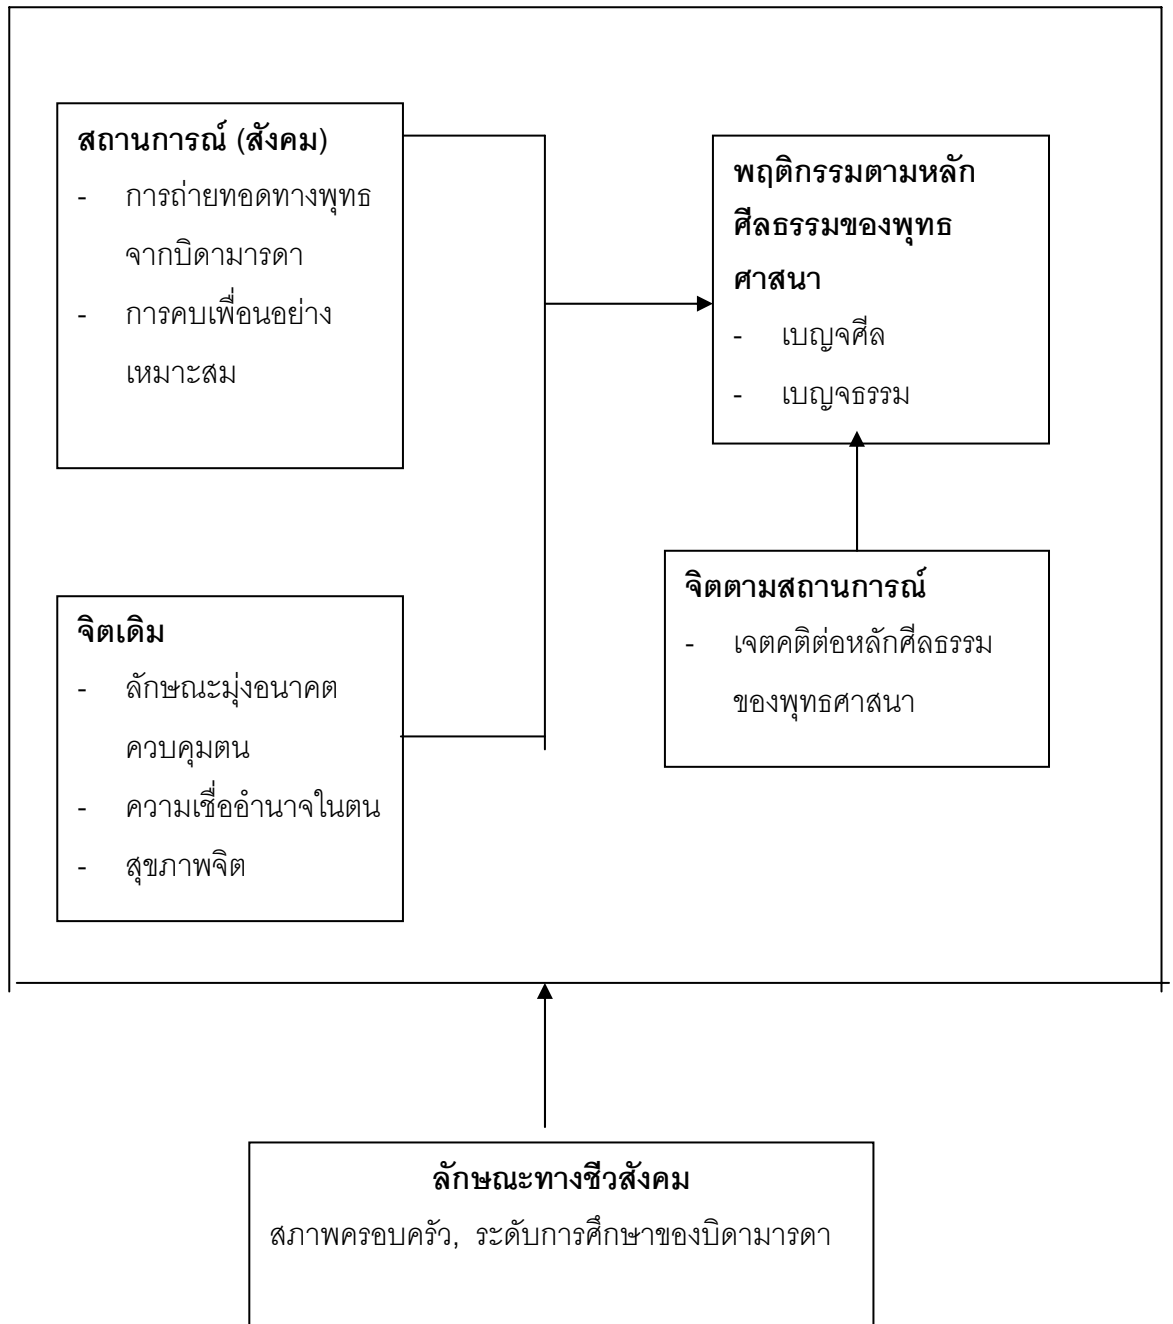 สถานการณ์ (สังคม)
- การถ่ายทอดทางพุทธ
จากบิดามารดา
- การคบเพื่อนอย่าง
เหมาะสม
พฤติกรรมตามหลัก
ศีลธรรมของพุทธ
ศาสนา
- เบญจศีล
- เบญจธรรม
จิตเดิม
- ลักษณะมุ่งอนาคต
ควบคุมตน
- ความเชื่ออำนาจในตน
- สุขภาพจิต
จิตตามสถานการณ์
- เจตคติต่อหลักศีลธรรม
ของพุทธศาสนา
ลักษณะทางชีวสังคม
สภาพครอบครัว, ระดับการศึกษาของบิดามารดา